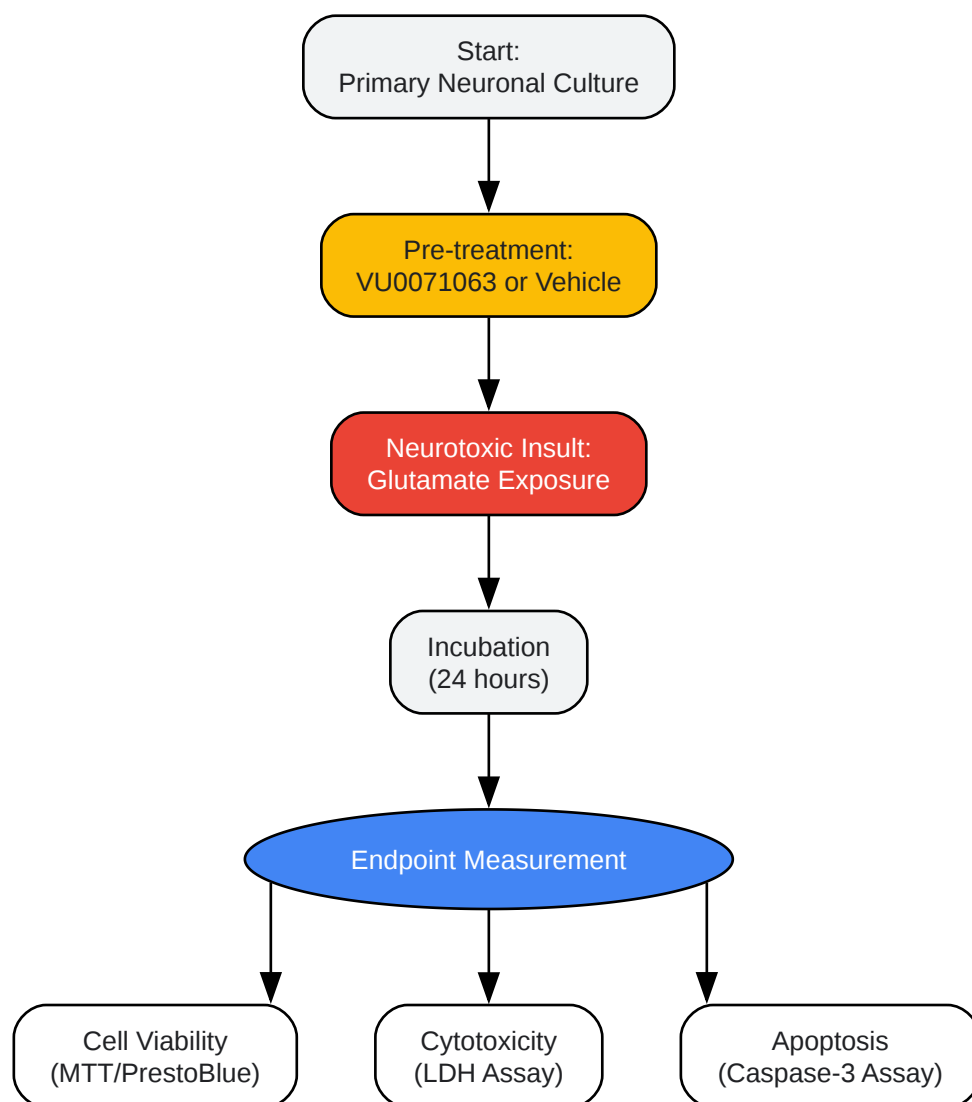 Start:
Primary Neuronal Culture
Pre-treatment:
VU0071063 or Vehicle
Neurotoxic Insult:
Glutamate Exposure
Incubation
(24 hours)
Endpoint Measurement
Cell Viability
(MTT/PrestoBlue)
Cytotoxicity
(LDH Assay)
Apoptosis
(Caspase-3 Assay)